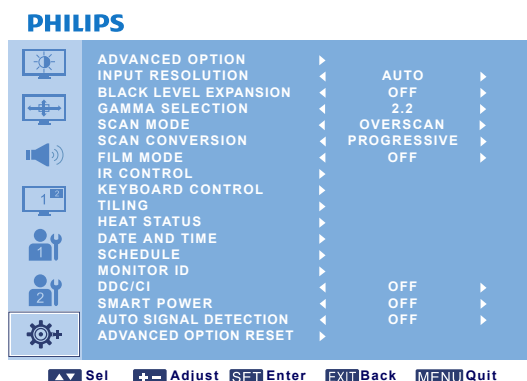 PHILIPS
ADVANCED OPTION
INPUT RESOLUTION AUTO
BLACK LEVEL EXPANSION OFF
GAMMA SELECTION 2.2
SCAN MODE OVERSCAN
SCAN CONVERSION PROGRESSIVE
FILM MODE OFF
IR CONTROL
KEYBOARD CONTROL
TILING
HEAT STATUS
DATE AND TIME
SCHEDULE
MONITOR ID
DDC/CI OFF
SMART POWER OFF
AUTO SIGNAL DETECTION OFF
ADVANCED OPTION RESET
1 2
1
2
Sel + - Adjust SET Enter EXIT Back MENU Quit